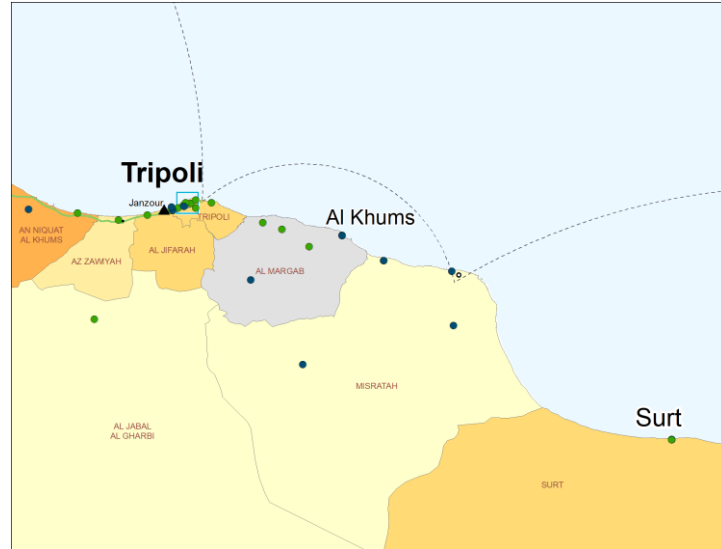 Tripoli
Janzour
Al Khums
TRIPOLI
AN NIQUAT
AL KHUMS
AL JIFARAH
AZ ZAWIYAH
AL MARGAB
MISRATAH
AL JABAL
AL GHARBI
Surt
SURT